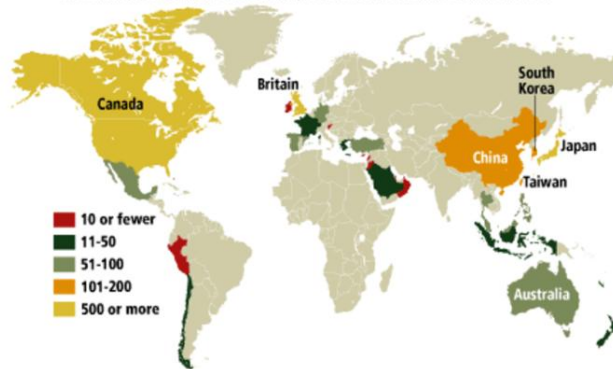 Canada
Britain
South
Korea
China
Japan
Taiwan
Australia
10 or fewer
11-50
51-100
101-200
500 or more